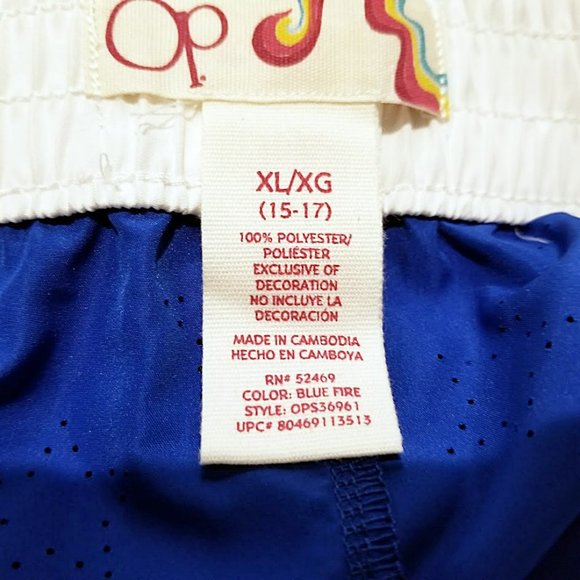 Op.
XL/XG
(15-17)
100% POLYESTER/
POLIÉSTER
EXCLUSIVE OF
DECORATION
NO INCLUYE LA
DECORACIÓN
MADE IN CAMBODIA
HECHO EN CAMBOYA
RN# 52469
COLOR: BLUE FIRE
STYLE: OPS36961
UPC# 80469113513